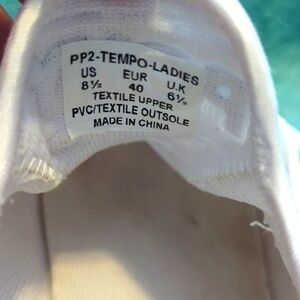 PP2-TEMPO-LADIES
US EUR U.K
8½ 40 6½
TEXTILE UPPER
PVC/TEXTILE OUTSOLE
MADE IN CHINA